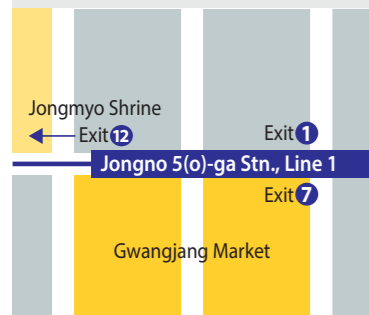 Jongmyo Shrine
Exit 12
Exit 1
Jongno 5(o)-ga Stn., Line 1
Exit 7
Gwangjang Market